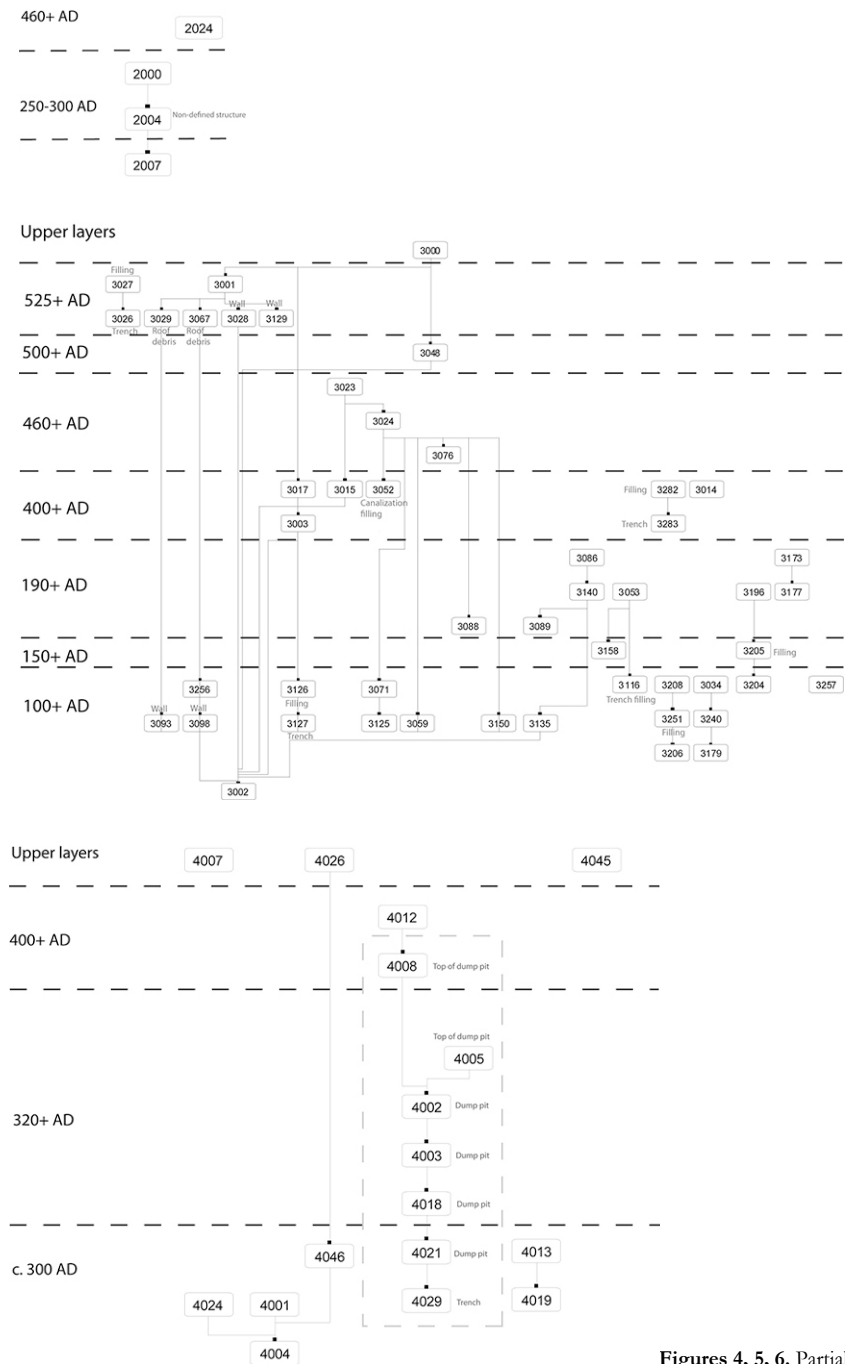 460+ AD
2024
2000
250-300 AD
2004 Non-defined structure
2007
Upper layers
3000
Filling
3027 3001
525+ AD
Wall Wall
3026 3029 3067 3028 3129
Trench Roof debris Roof debris
500+ AD 3048
3023
460+ AD 3024
3076
3017 3015 3052 Filling 3282 3014
400+ AD Canalization filling
3003 Trench 3283
3086 3173
190+ AD 3140 3053 3196 3177
3088 3089
150+ AD 3158 3205 Filling
3256 3126 3071 3116 3208 3034 3204 3257
100+ AD Filling Trench filling
Wall Wall
3093 3098 3127 3125 3059 3150 3135 3251 3240
Trench Filling
3206 3179
3002
Upper layers 4007 4026 4045
4012
400+ AD
4008 Top of dump pit
Top of dump pit
4005
4002 Dump pit
320+ AD
4003 Dump pit
4018 Dump pit
4046 4021 Dump pit 4013
c. 300 AD
4024 4001 4029 Trench 4019
4004
Figures 4, 5, 6. Partial